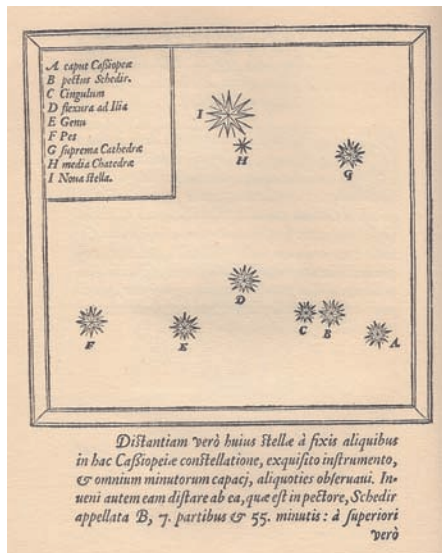 A caput Caßiopeæ
B pectus Schedir.
C Cingulum
D flexura ad Ilia
E Genu
F Pes
G suprema Cathedræ
H media Chatedræ
I Noua stella.
I
H
G
D
C
B
A
E
F
Distantiam verò huius stellæ à fixis aliquibus
in hac Caßiopeiæ constellatione, exquisito instrumento,
& omnium minutorum capacj, aliquoties obseruaui. In-
ueni autem eam distare ab ea, quæ est in pectore, Schedir
appellata B, 7. partibus & 55. minutis : à superiori
verò